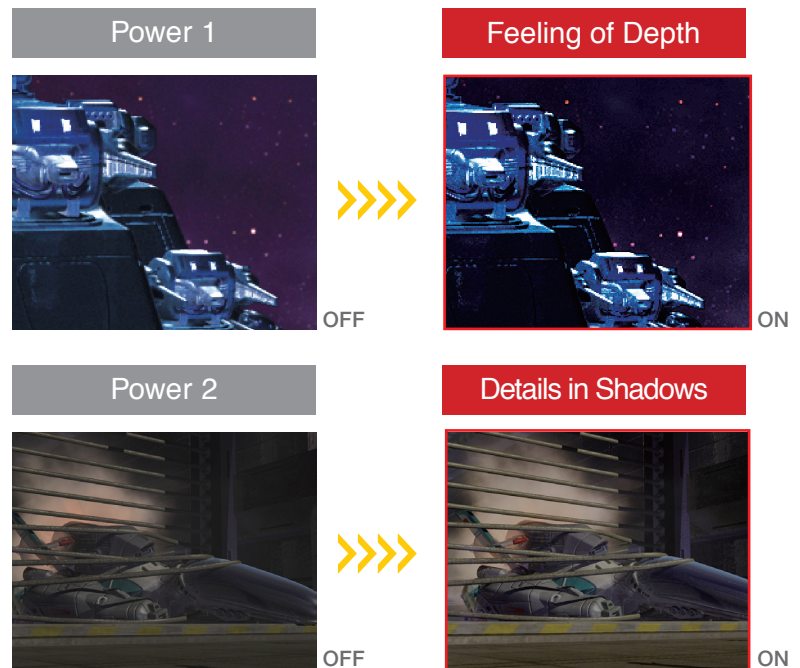 Power 1
Feeling of Depth
OFF
ON
Power 2
Details in Shadows
OFF
ON